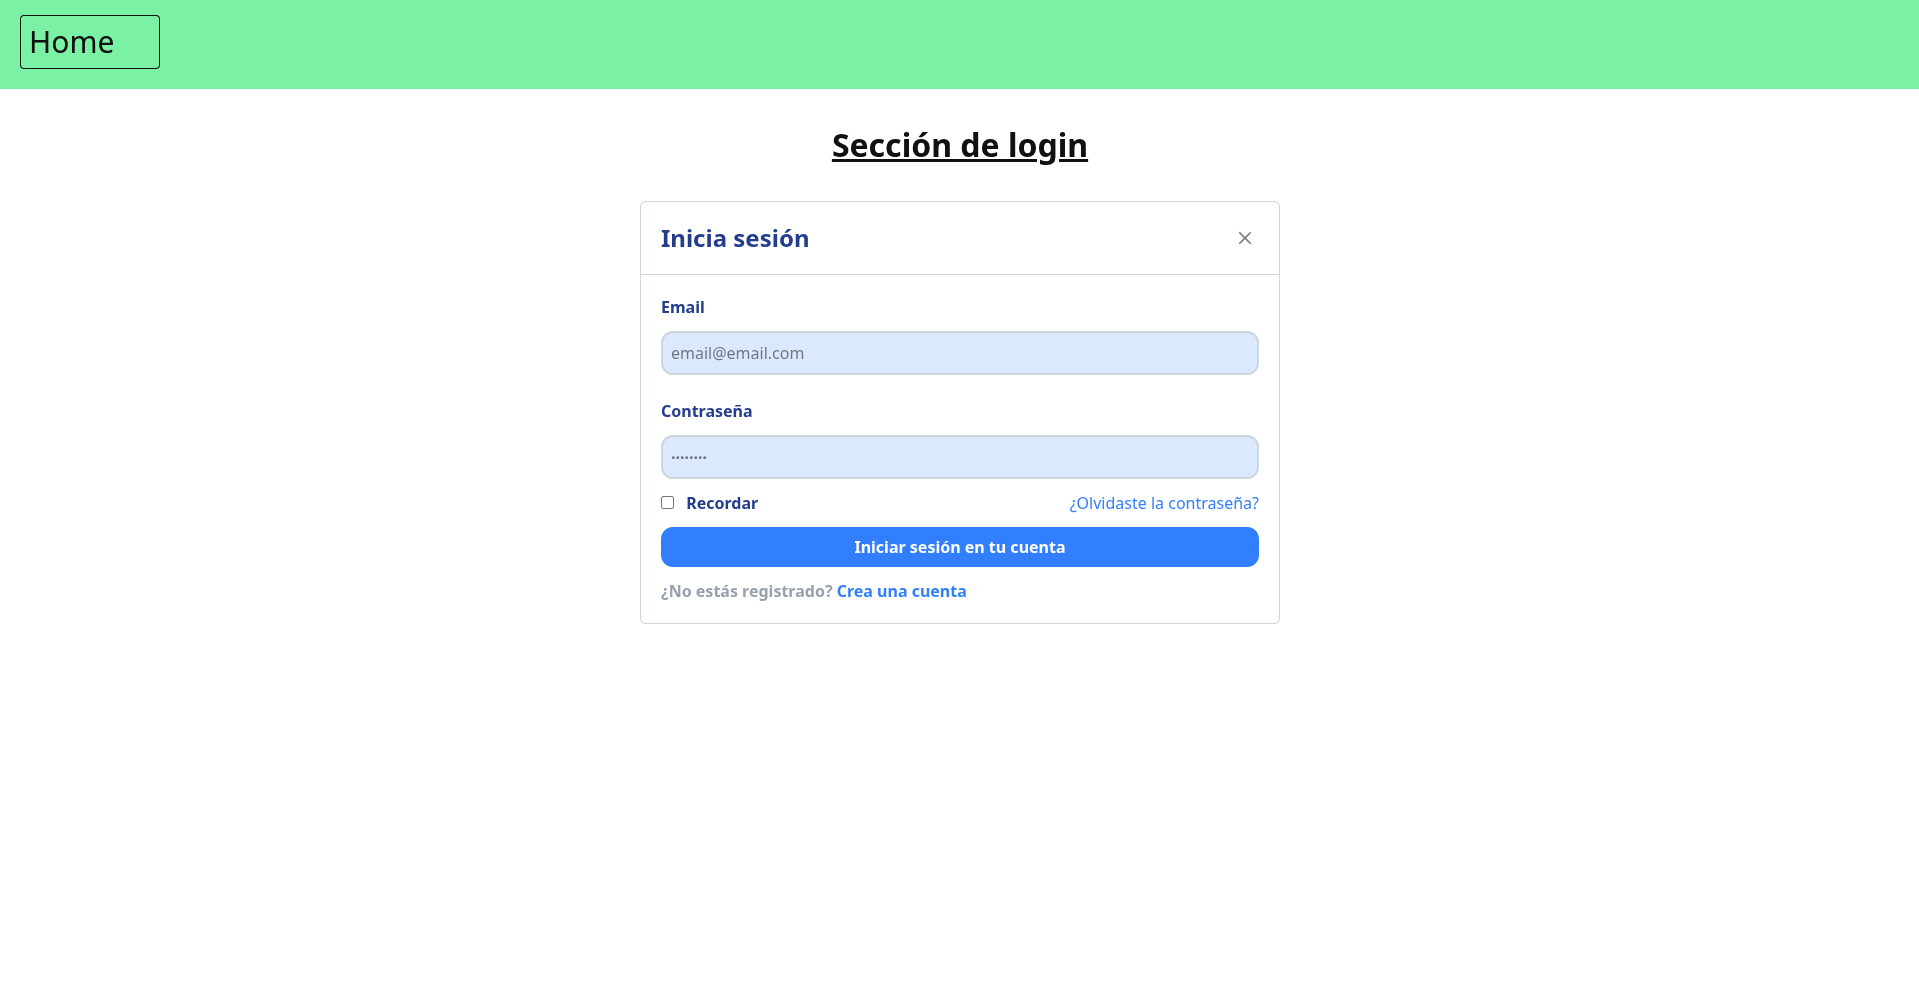 Home
Sección de login
Inicia sesión
Email
email@email.com
Contraseña
········
Recordar
¿Olvidaste la contraseña?
Iniciar sesión en tu cuenta
¿No estás registrado? Crea una cuenta